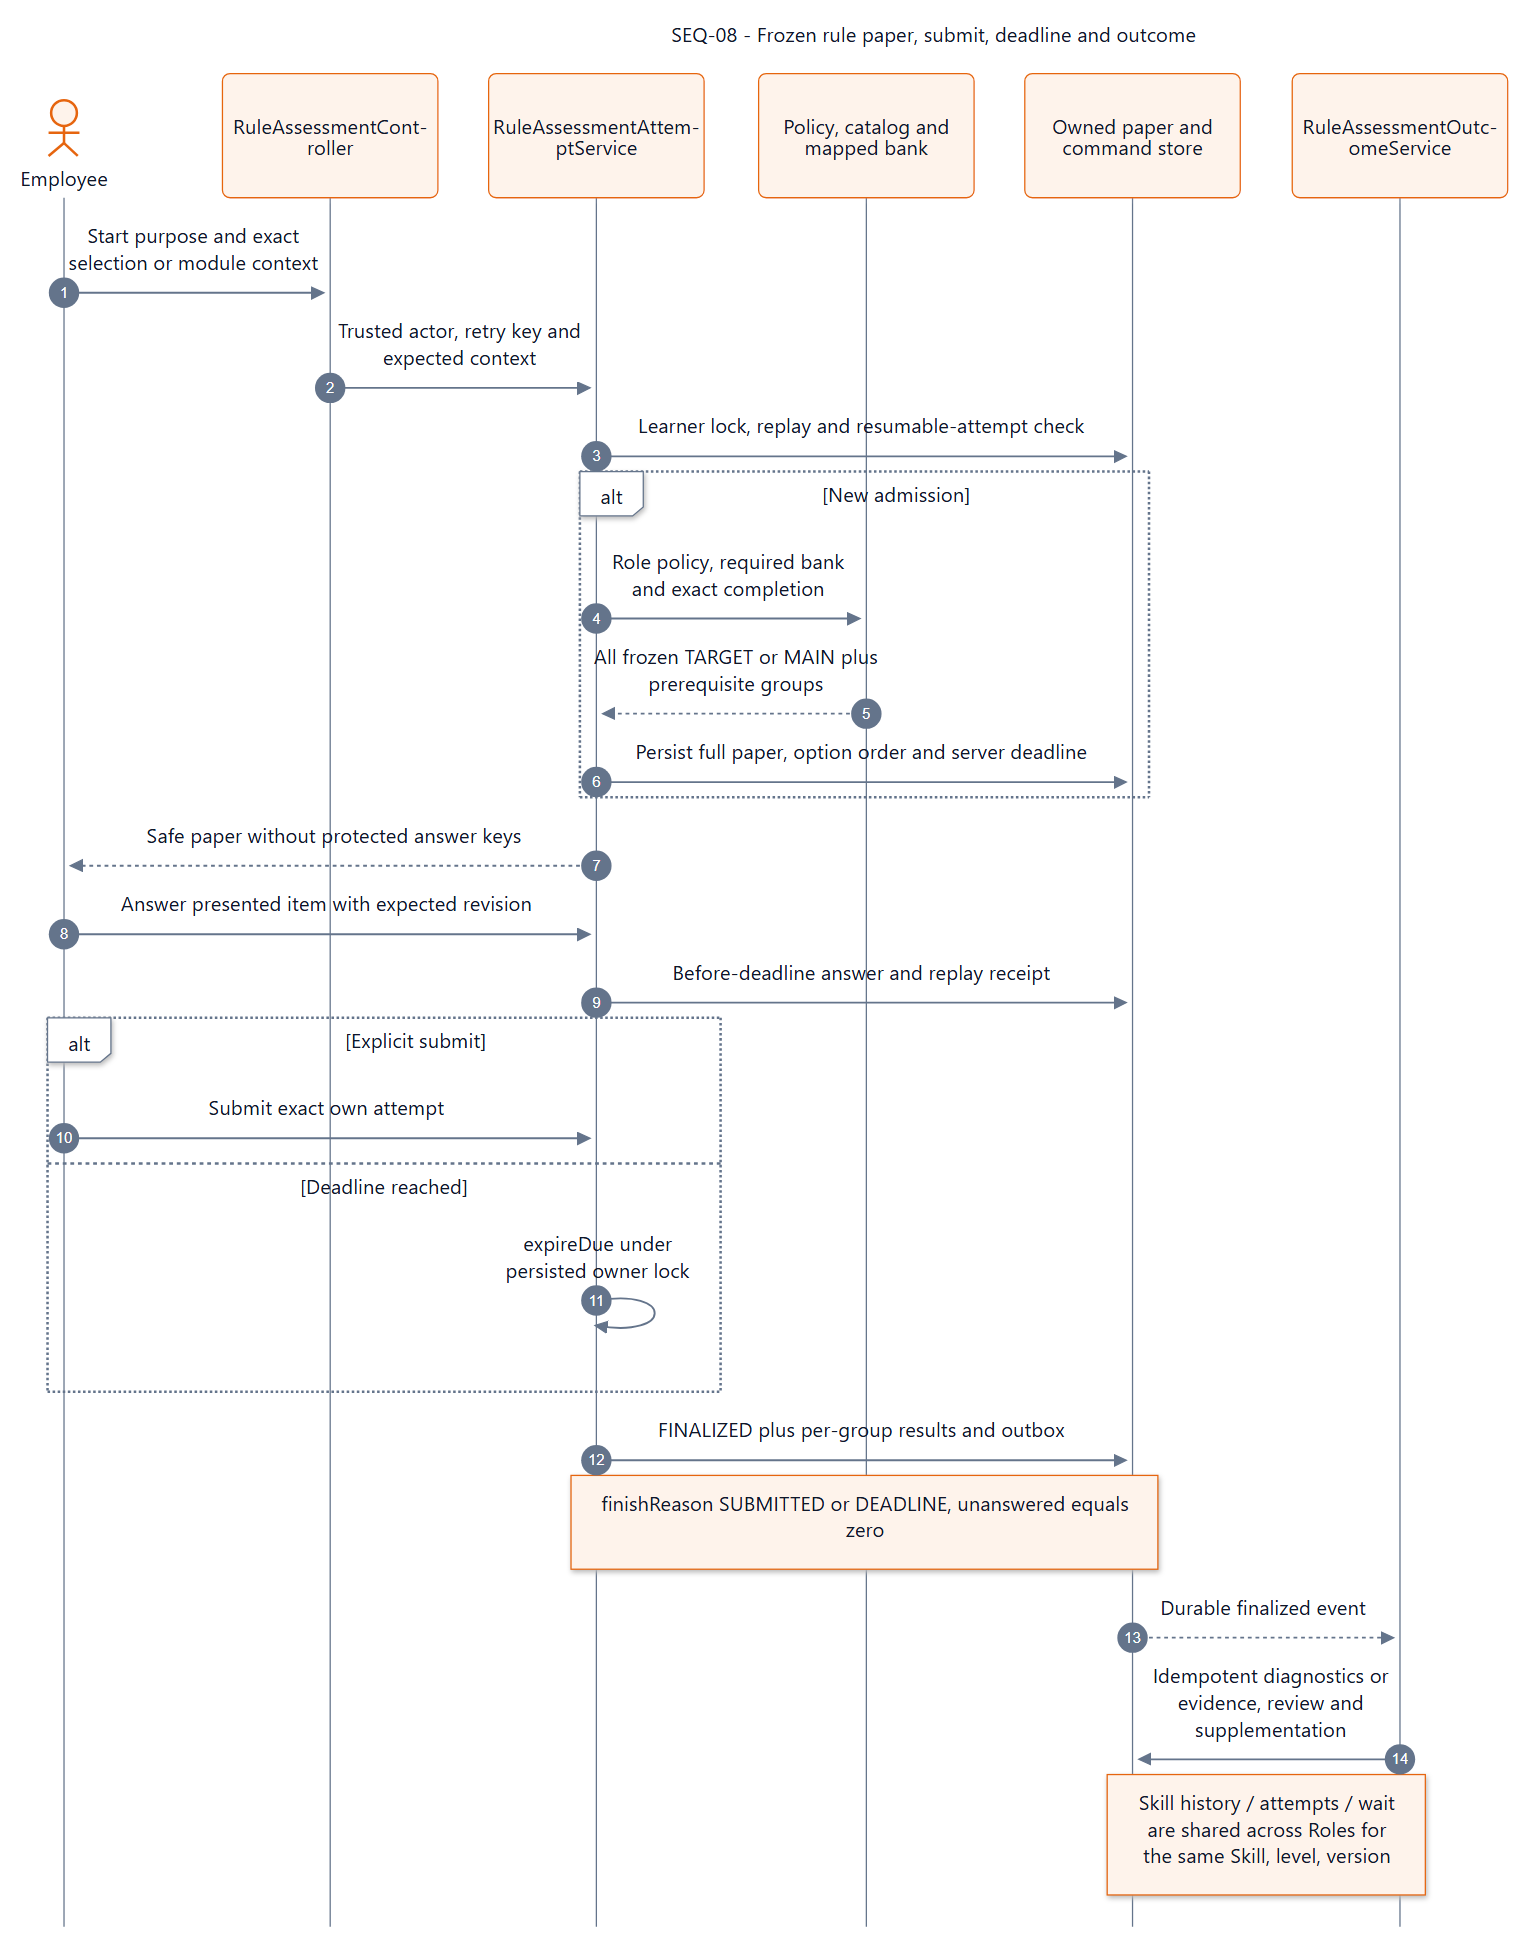 SEQ-08 - Frozen rule paper, submit, deadline and outcome
Employee
RuleAssessmentCont-
roller
RuleAssessmentAttem-
ptService
Policy, catalog and
mapped bank
Owned paper and
command store
RuleAssessmentOutc-
omeService
Start purpose and exact
selection or module context
1
Trusted actor, retry key and
expected context
2
Learner lock, replay and resumable-attempt check
3
alt
[New admission]
Role policy, required bank
and exact completion
4
All frozen TARGET or MAIN plus
prerequisite groups
5
Persist full paper, option order and server deadline
6
Safe paper without protected answer keys
7
Answer presented item with expected revision
8
Before-deadline answer and replay receipt
9
alt
[Explicit submit]
Submit exact own attempt
10
[Deadline reached]
expireDue under
persisted owner lock
11
FINALIZED plus per-group results and outbox
12
finishReason SUBMITTED or DEADLINE, unanswered equals
zero
Durable finalized event
13
Idempotent diagnostics or
evidence, review and
supplementation
14
Skill history / attempts / wait
are shared across Roles for
the same Skill, level, version